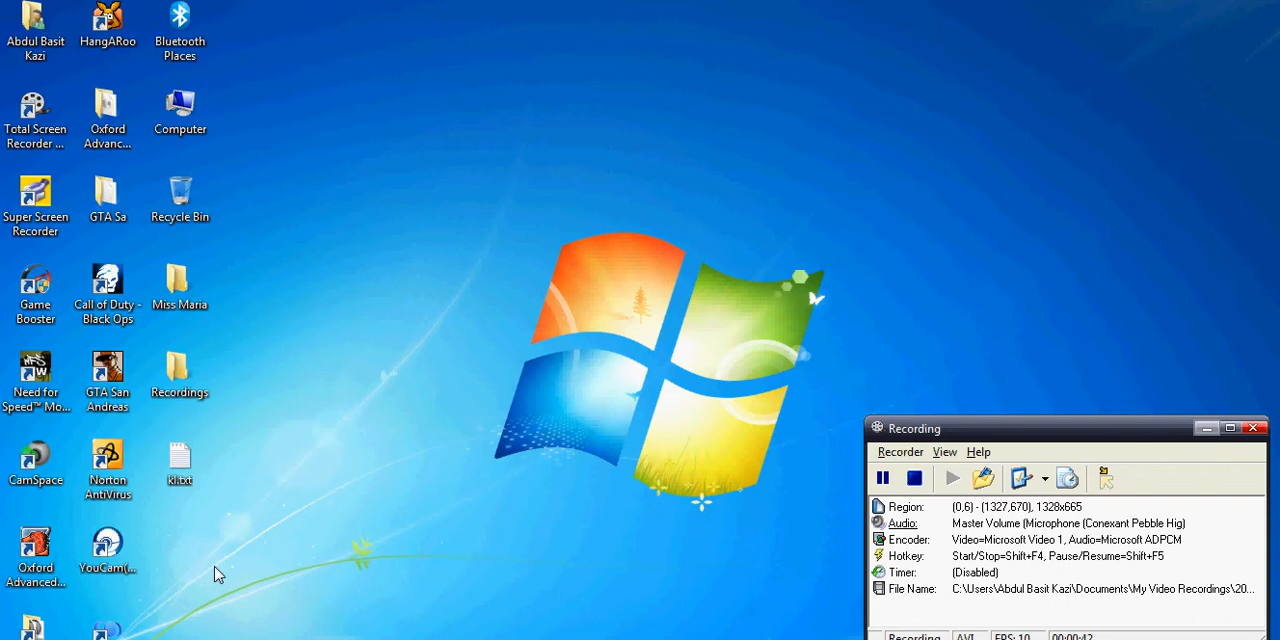 Abdul Basit
Kazi
HangARoo
Bluetooth
Places
Total Screen
Recorder ...
Oxford
Advanc...
Computer
Super Screen
Recorder
GTA Sa
Recycle Bin
Game
Booster
Call of Duty -
Black Ops
Miss Maria
Need for
Speed™ Mo...
GTA San
Andreas
Recordings
CamSpace
Norton
AntiVirus
kl.txt
Oxford
Advanced...
YouCam(...
Recording
Recorder View Help
Region: (0,6) - (1327,670), 1328x665
Audio: Master Volume (Microphone (Conexant Pebble Hig)
Encoder: Video=Microsoft Video 1, Audio=Microsoft ADPCM
Hotkey: Start/Stop=Shift+F4, Pause/Resume=Shift+F5
Timer: (Disabled)
File Name: C:\Users\Abdul Basit Kazi\Documents\My Video Recordings\20...
Recording AVI FPS: 10 00:00:42